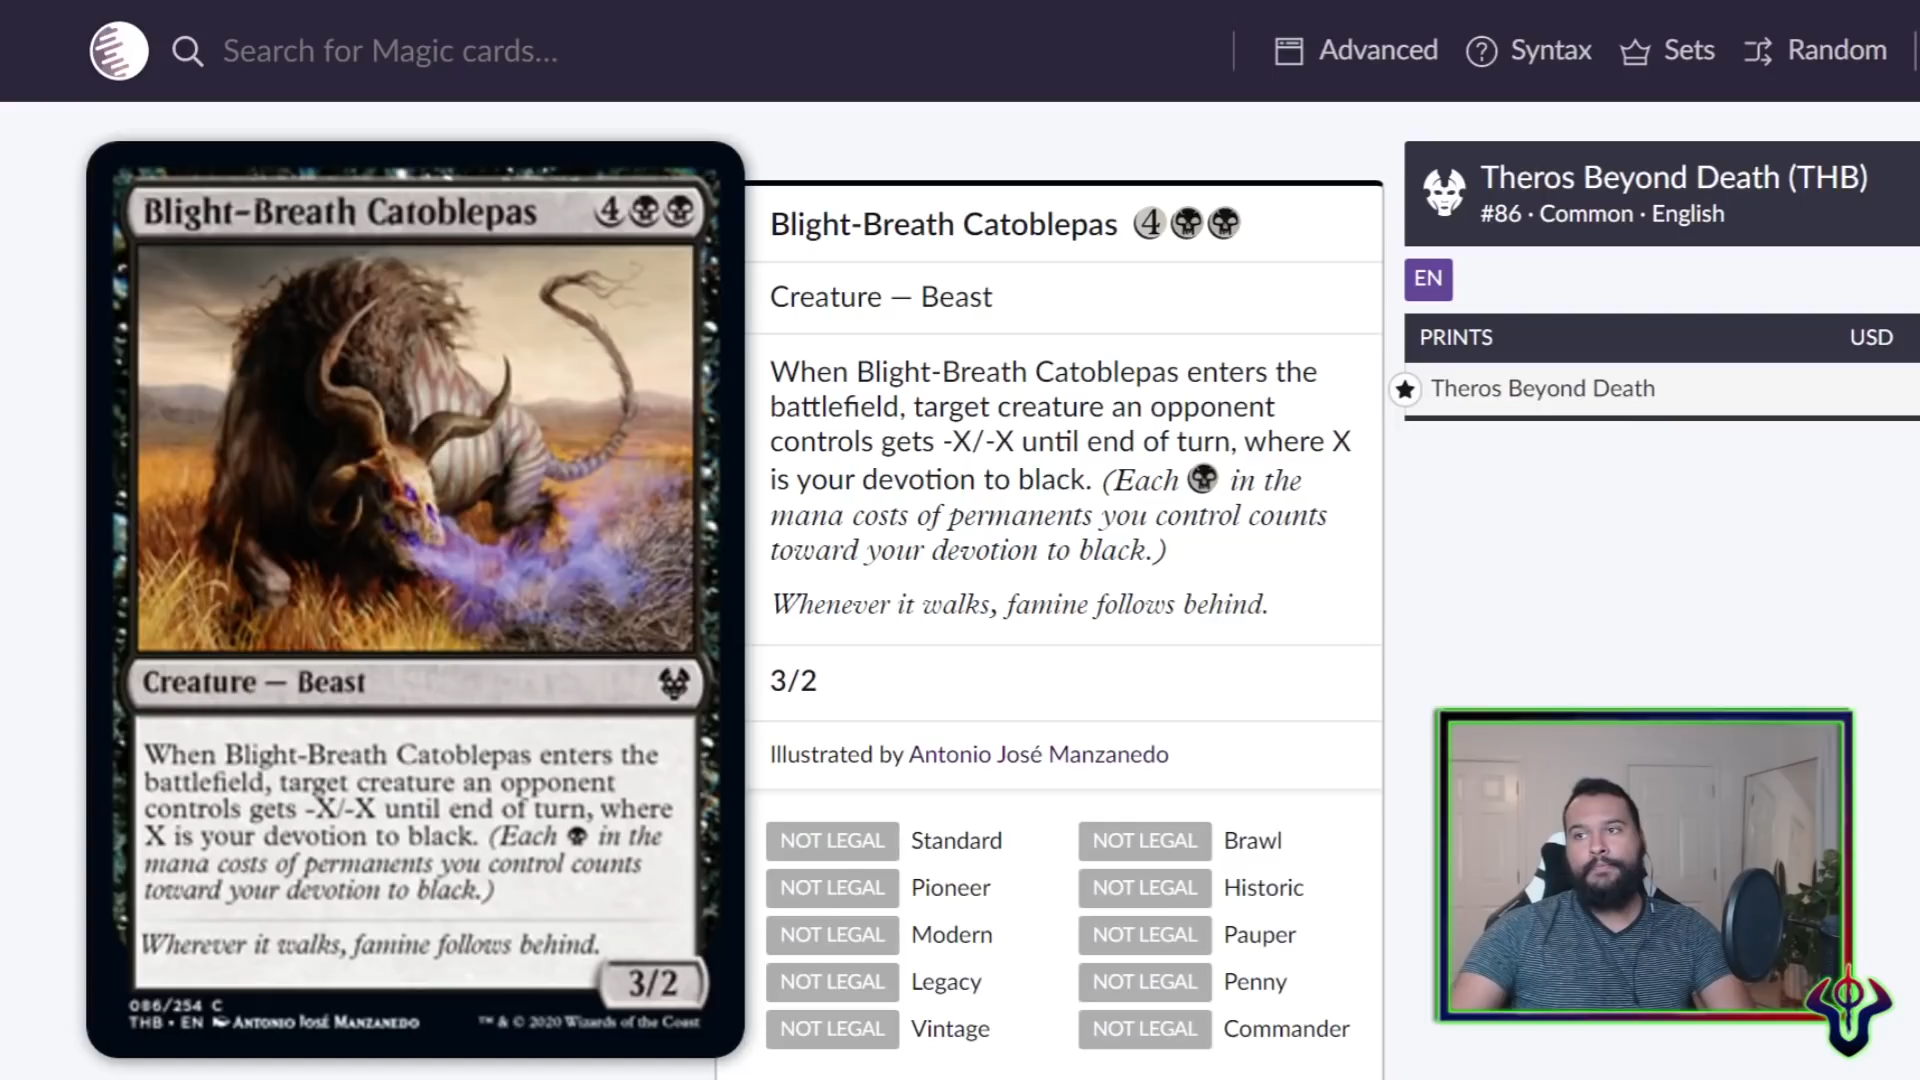 Search for Magic cards...
Advanced
Syntax
Sets
Random
Blight-Breath Catoblepas 4
Creature — Beast
When Blight-Breath Catoblepas enters the
battlefield, target creature an opponent
controls gets -X/-X until end of turn, where
X is your devotion to black. (Each in the
mana costs of permanents you control counts
toward your devotion to black.)
Wherever it walks, famine follows behind.
3/2
086/254 C
THB • EN Antonio José Manzanedo
™ & © 2020 Wizards of the Coast
Blight-Breath Catoblepas 4
Creature — Beast
When Blight-Breath Catoblepas enters the
battlefield, target creature an opponent
controls gets -X/-X until end of turn, where X
is your devotion to black. (Each in the
mana costs of permanents you control counts
toward your devotion to black.)
Whenever it walks, famine follows behind.
3/2
Illustrated by Antonio José Manzanedo
NOT LEGAL Standard NOT LEGAL Brawl
NOT LEGAL Pioneer NOT LEGAL Historic
NOT LEGAL Modern NOT LEGAL Pauper
NOT LEGAL Legacy NOT LEGAL Penny
NOT LEGAL Vintage NOT LEGAL Commander
Theros Beyond Death (THB)
#86 · Common · English
EN
PRINTS USD
Theros Beyond Death